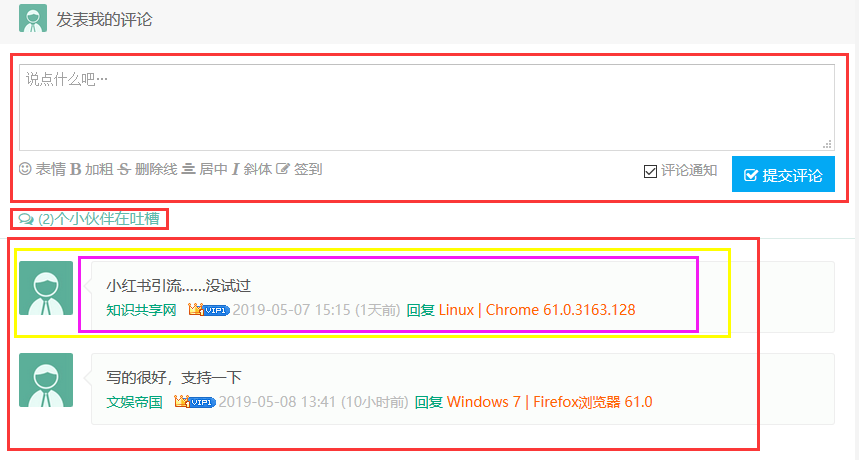 发表我的评论
说点什么吧…
表情 B 加粗 S 删除线 居中 I 斜体 签到 评论通知 提交评论
(2)个小伙伴在吐槽
小红书引流......没试过
知识共享网 VIP1 2019-05-07 15:15 (1天前) 回复 Linux | Chrome 61.0.3163.128
写的很好，支持一下
文娱帝国 VIP1 2019-05-08 13:41 (10小时前) 回复 Windows 7 | Firefox浏览器 61.0